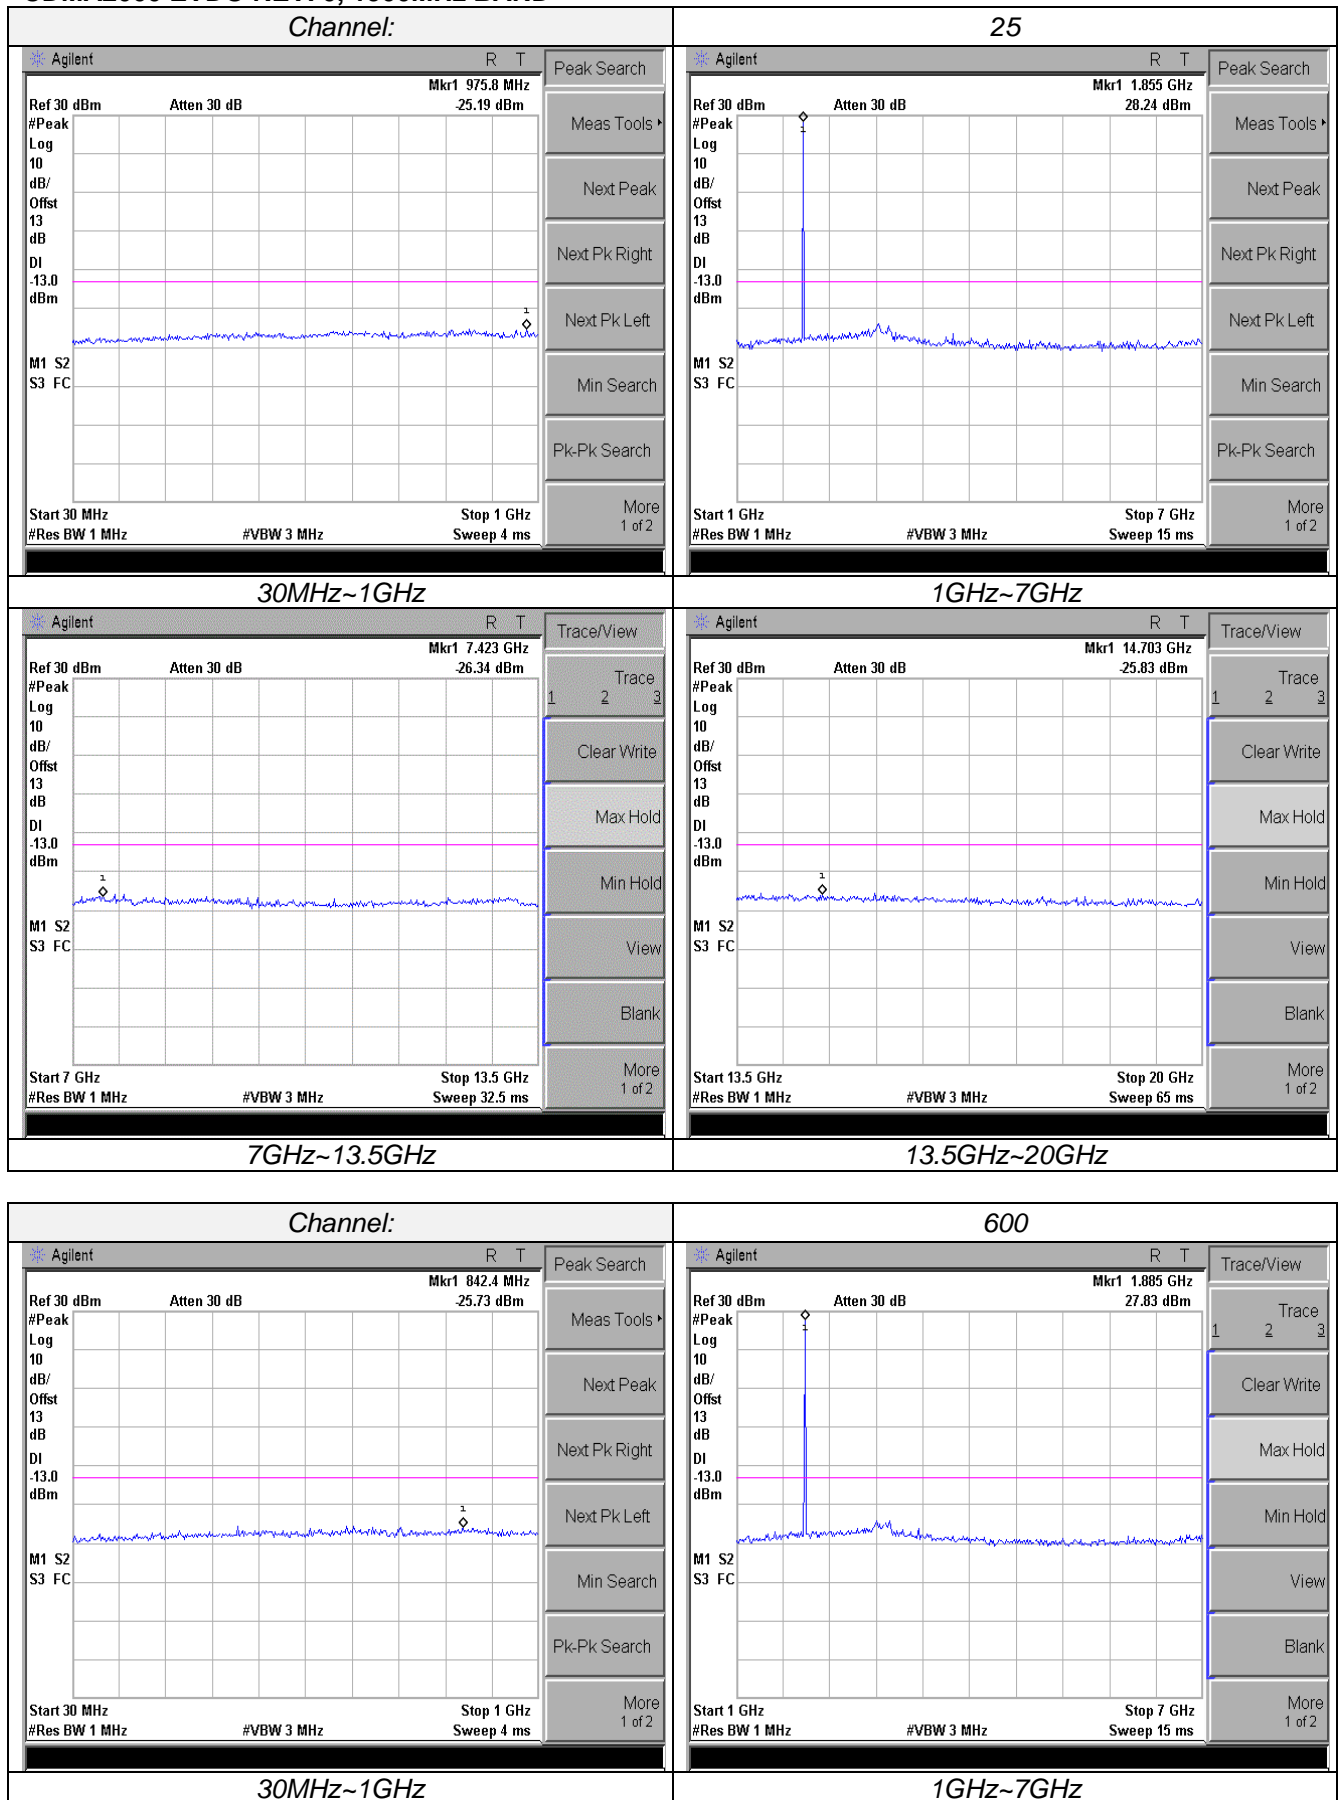 Channel:
25
Agilent
R T
Peak Search
Mkr1 975.8 MHz
Ref 30 dBm
Atten 30 dB
-25.19 dBm
#Peak
Log
10
dB/
Offst
13
dB
DI
-13.0
dBm
M1 S2
S3 FC
1
Start 30 MHz
Stop 1 GHz
#Res BW 1 MHz
#VBW 3 MHz
Sweep 4 ms
Meas Tools
Next Peak
Next Pk Right
Next Pk Left
Min Search
Pk-Pk Search
More
1 of 2
Agilent
R T
Peak Search
Mkr1 1.855 GHz
Ref 30 dBm
Atten 30 dB
28.24 dBm
#Peak
Log
10
dB/
Offst
13
dB
DI
-13.0
dBm
M1 S2
S3 FC
1
Start 1 GHz
Stop 7 GHz
#Res BW 1 MHz
#VBW 3 MHz
Sweep 15 ms
Meas Tools
Next Peak
Next Pk Right
Next Pk Left
Min Search
Pk-Pk Search
More
1 of 2
30MHz~1GHz
1GHz~7GHz
Agilent
R T
Trace/View
Mkr1 7.423 GHz
Ref 30 dBm
Atten 30 dB
-26.34 dBm
#Peak
Log
10
dB/
Offst
13
dB
DI
-13.0
dBm
M1 S2
S3 FC
1
Start 7 GHz
Stop 13.5 GHz
#Res BW 1 MHz
#VBW 3 MHz
Sweep 32.5 ms
Trace
1 2 3
Clear Write
Max Hold
Min Hold
View
Blank
More
1 of 2
Agilent
R T
Trace/View
Mkr1 14.703 GHz
Ref 30 dBm
Atten 30 dB
-25.83 dBm
#Peak
Log
10
dB/
Offst
13
dB
DI
-13.0
dBm
M1 S2
S3 FC
1
Start 13.5 GHz
Stop 20 GHz
#Res BW 1 MHz
#VBW 3 MHz
Sweep 65 ms
Trace
1 2 3
Clear Write
Max Hold
Min Hold
View
Blank
More
1 of 2
7GHz~13.5GHz
13.5GHz~20GHz
Channel:
600
Agilent
R T
Peak Search
Mkr1 842.4 MHz
Ref 30 dBm
Atten 30 dB
-25.73 dBm
#Peak
Log
10
dB/
Offst
13
dB
DI
-13.0
dBm
M1 S2
S3 FC
1
Start 30 MHz
Stop 1 GHz
#Res BW 1 MHz
#VBW 3 MHz
Sweep 4 ms
Meas Tools
Next Peak
Next Pk Right
Next Pk Left
Min Search
Pk-Pk Search
More
1 of 2
Agilent
R T
Trace/View
Mkr1 1.885 GHz
Ref 30 dBm
Atten 30 dB
27.83 dBm
#Peak
Log
10
dB/
Offst
13
dB
DI
-13.0
dBm
M1 S2
S3 FC
1
Start 1 GHz
Stop 7 GHz
#Res BW 1 MHz
#VBW 3 MHz
Sweep 15 ms
Trace
1 2 3
Clear Write
Max Hold
Min Hold
View
Blank
More
1 of 2
30MHz~1GHz
1GHz~7GHz